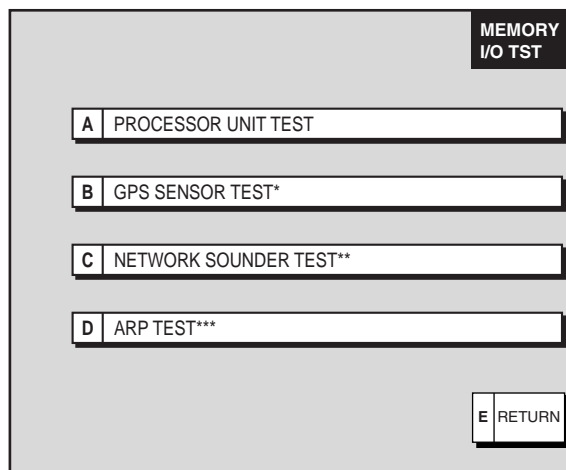 MEMORY
I/O TST
A PROCESSOR UNIT TEST
B GPS SENSOR TEST*
C NETWORK SOUNDER TEST**
D ARP TEST***
E RETURN